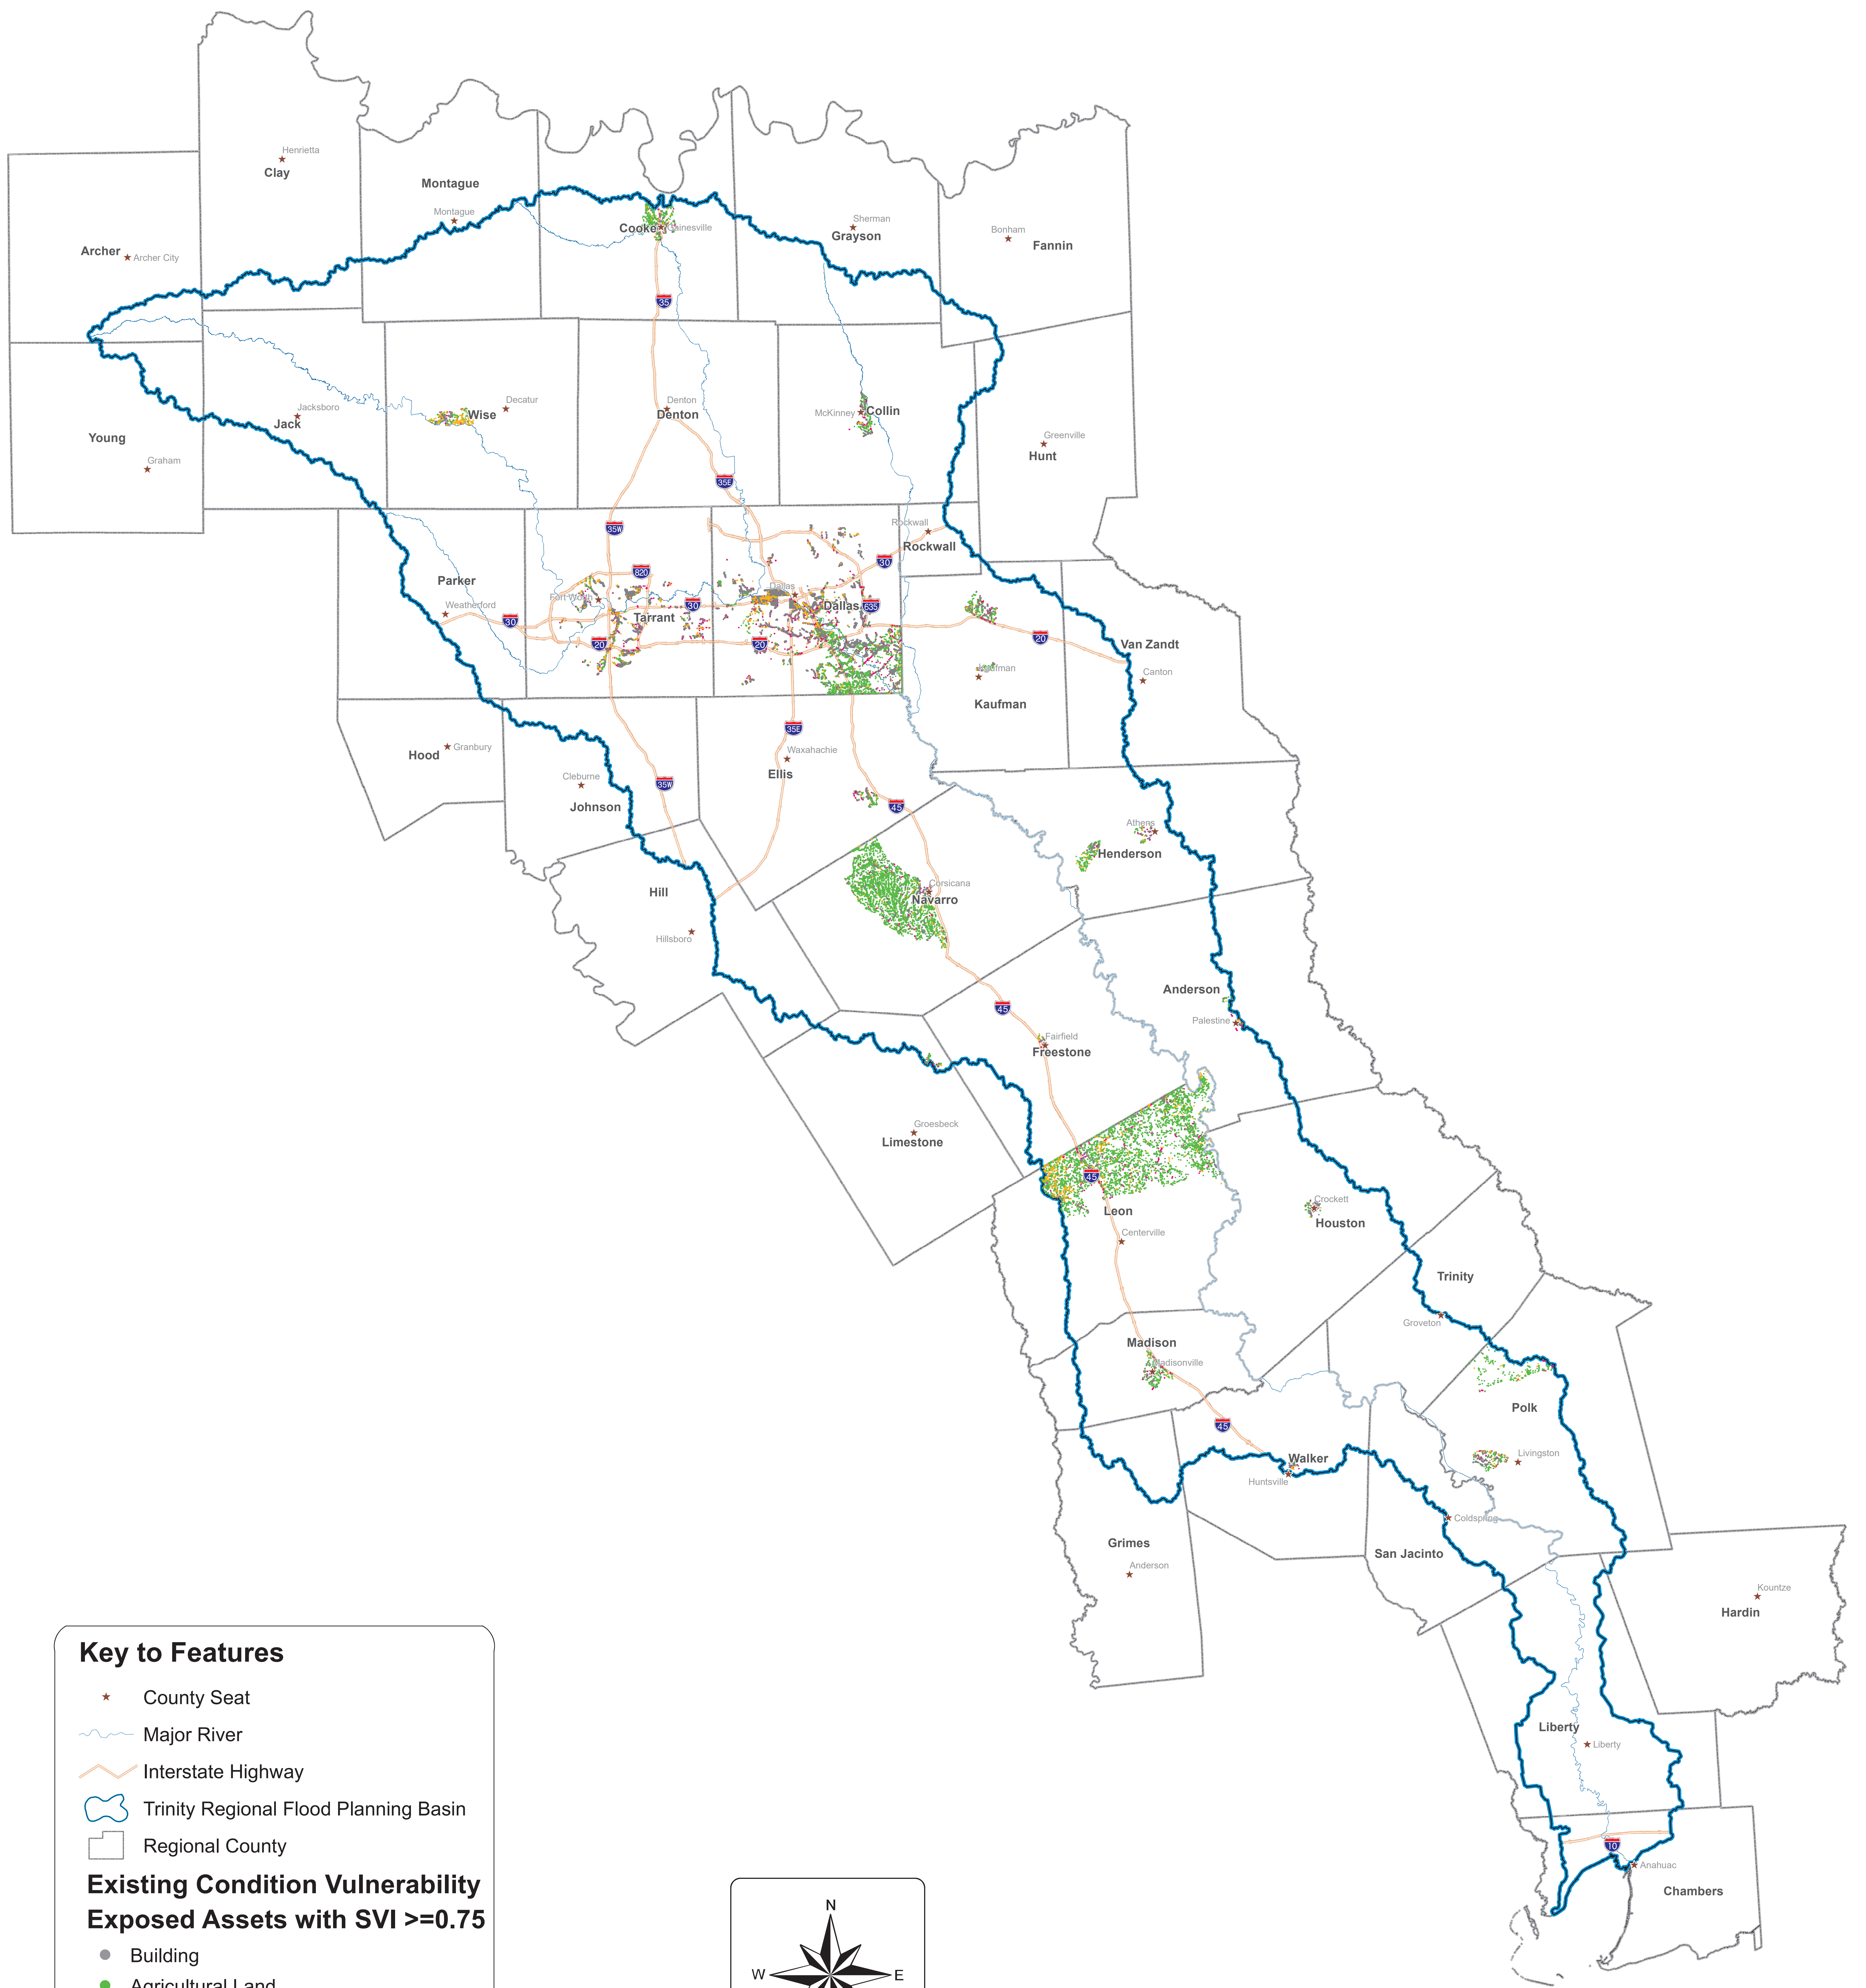 Henrietta
Clay
Montague
Montague
Cooke
Gainesville
Sherman
Grayson
Bonham
Fannin
Archer
Archer City
35
Jacksboro
Jack
Young
Graham
Wise
Decatur
Denton
Denton
McKinney
Collin
Greenville
Hunt
35E
35W
Rockwall
Rockwall
30
820
Parker
Weatherford
30
Fort Worth
Tarrant
30
20
Dallas
Dallas
635
20
20
Van Zandt
Canton
Kaufman
Kaufman
Hood
Granbury
35E
Waxahachie
Ellis
Cleburne
Johnson
35W
45
Athens
Henderson
Hill
Hillsboro
Corsicana
Navarro
Anderson
Palestine
45
Fairfield
Freestone
Groesbeck
Limestone
45
Leon
Centerville
Crockett
Houston
Trinity
Groveton
Madison
Madisonville
Polk
45
Walker
Huntsville
Livingston
Coldspring
San Jacinto
Grimes
Anderson
Kountze
Hardin
Liberty
Liberty
10
Anahuac
Chambers
Key to Features
County Seat
Major River
Interstate Highway
Trinity Regional Flood Planning Basin
Regional County
Existing Condition Vulnerability
Exposed Assets with SVI >=0.75
Building
Agricultural Land
N
W
E